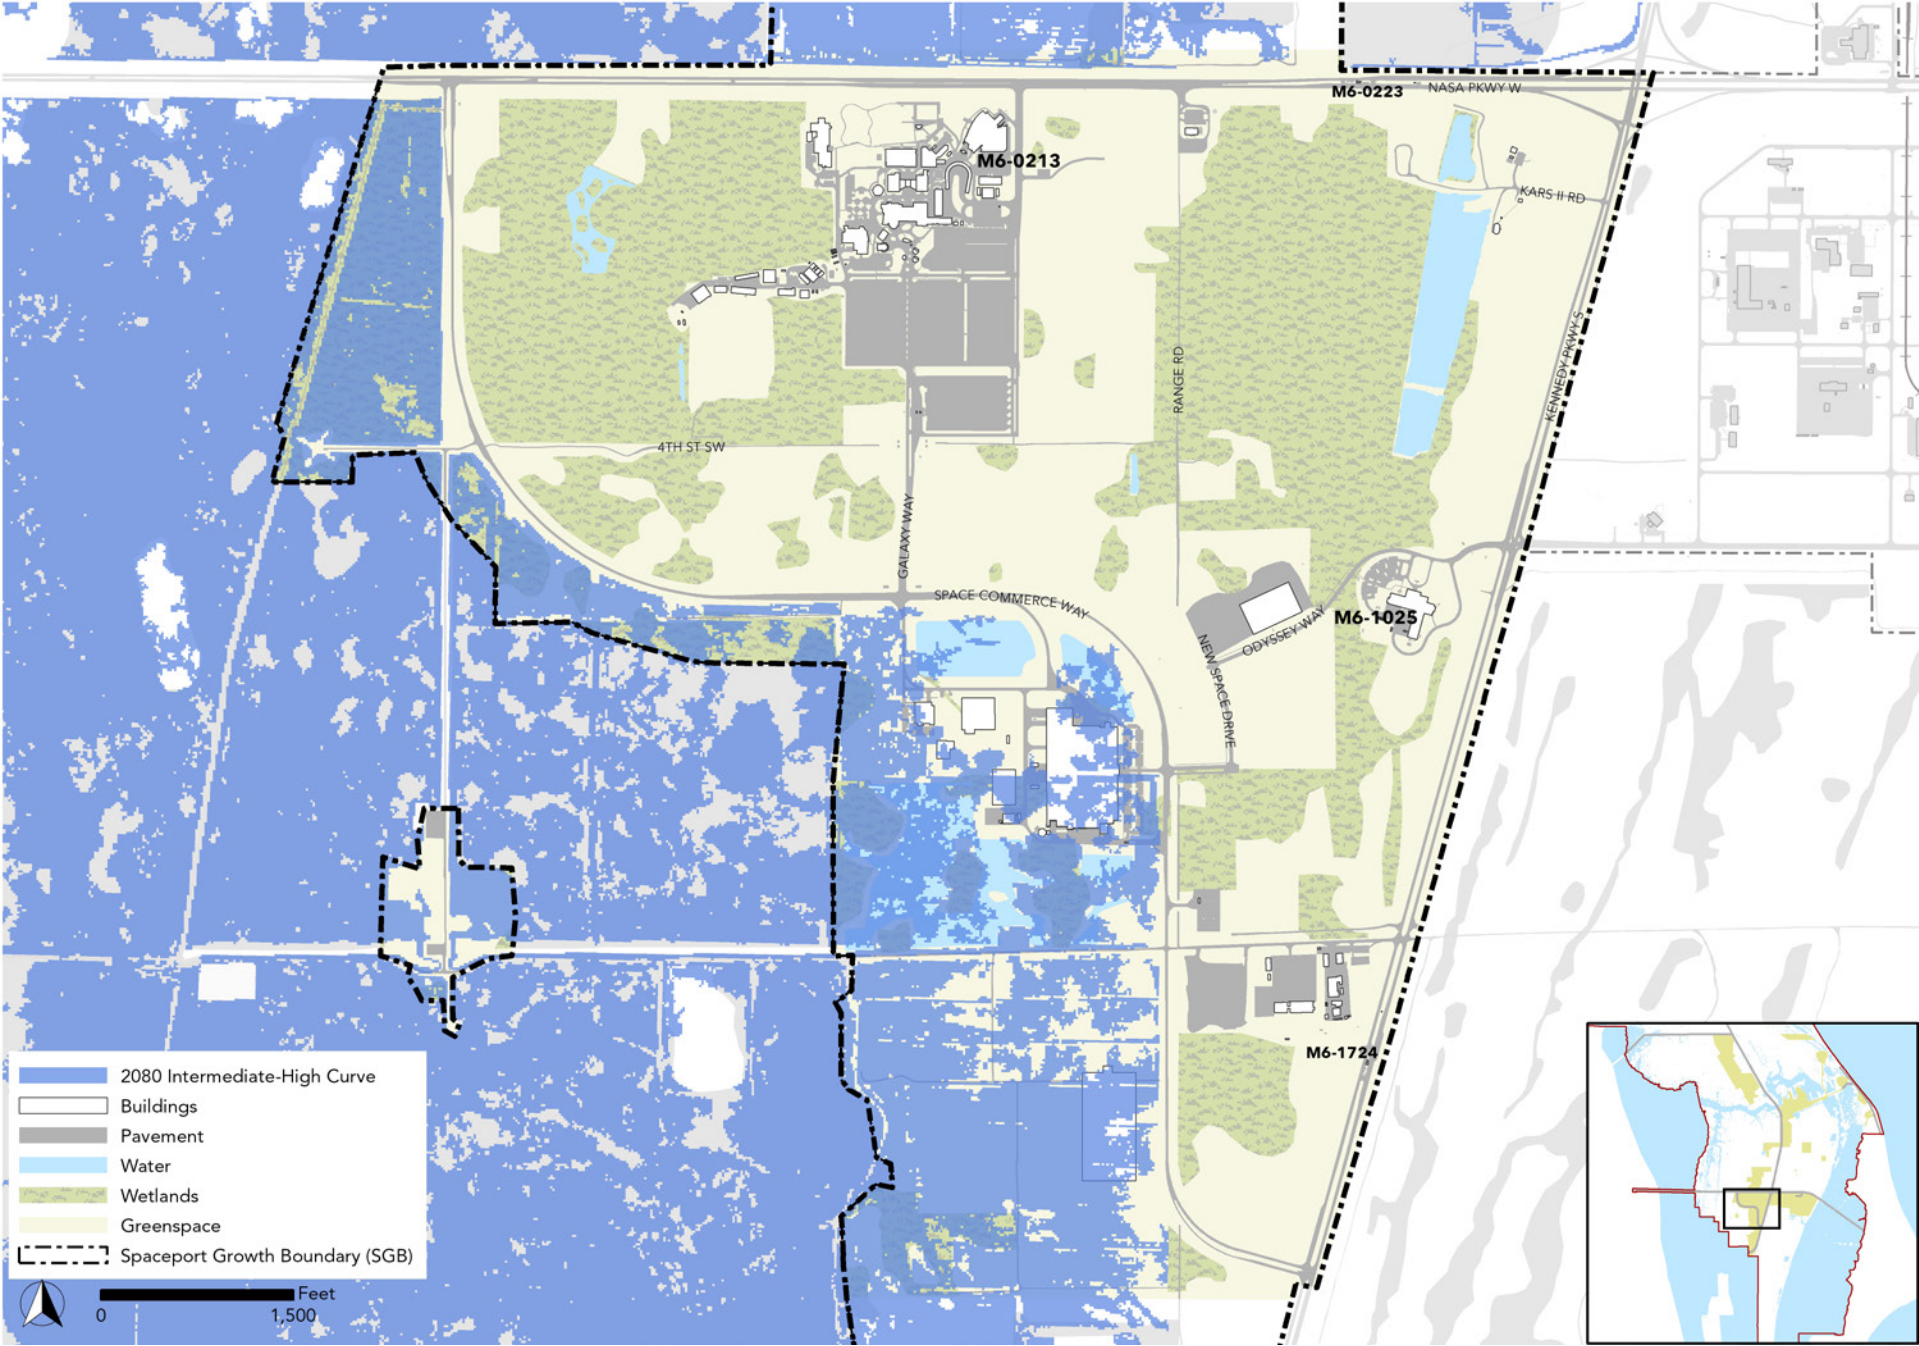 M6-0223
NASA PKWY W
M6-0213
KARS II RD
KENNEDY PKWY S
RANGE RD
4TH ST SW
GALAXY WAY
SPACE COMMERCE WAY
M6-1025
ODYSSEY WAY
NEW SPACE DRIVE
M6-1724
2080 Intermediate-High Curve
Buildings
Pavement
Water
Wetlands
Greenspace
Spaceport Growth Boundary (SGB)
Feet
0 1,500